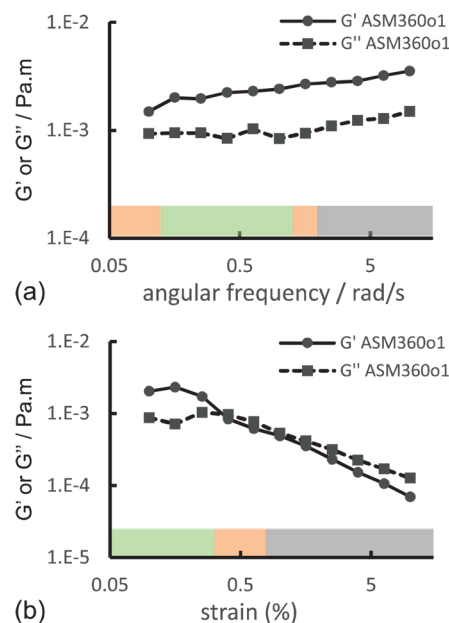 1.E-2
G' ASM360o1
G'' ASM360o1
G' or G" / Pa.m
1.E-3
1.E-4
0.05 0.5 5
(a) angular frequency / rad/s
1.E-2
G' ASM360o1
G'' ASM360o1
G' or G" / Pa.m
1.E-3
1.E-4
1.E-5
0.05 0.5 5
(b) strain (%)